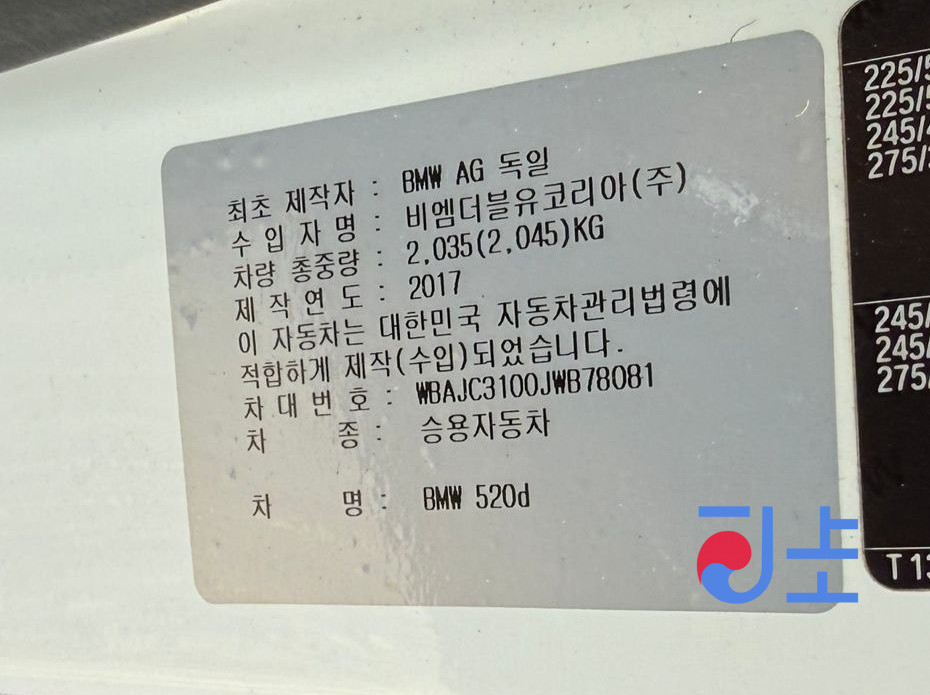 최초 제작자 : BMW AG 독일
수 입 자 명 : 비엠더블유코리아(주)
차량 총중량 : 2,035(2,045)KG
제 작 연 도 : 2017
이 자동차는 대한민국 자동차관리법령에
적합하게 제작(수입)되었습니다.
차 대 번 호 : WBAJC3100JWB78081
차 종 : 승용자동차
차 명 : BMW 520d
225/5
225/5
245/4
275/3
245/
245/
275/
T 13